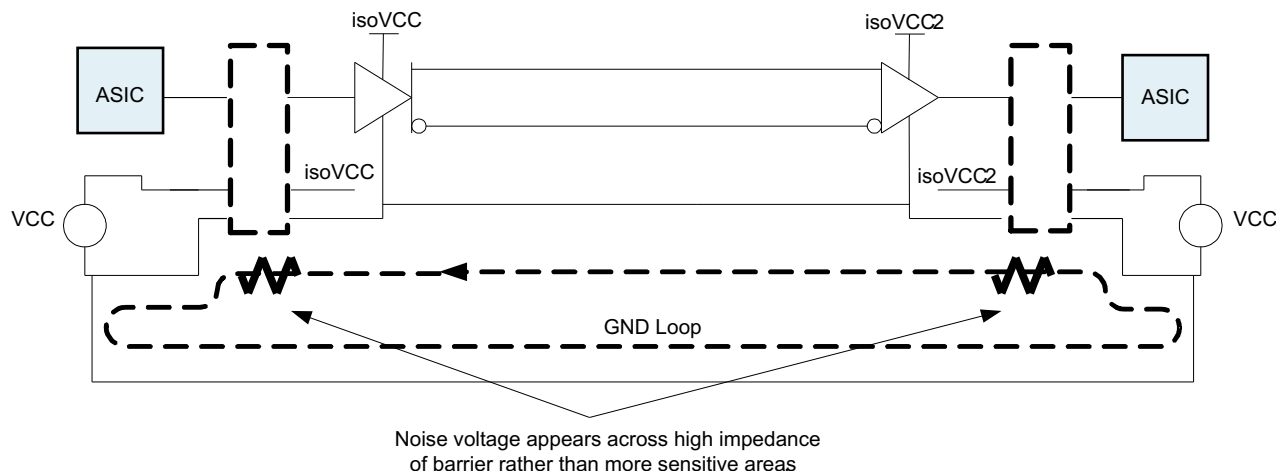 isoVCC
isoVCC2
ASIC
ASIC
isoVCC
isoVCC2
VCC
VCC
GND Loop
Noise voltage appears across high impedance
of barrier rather than more sensitive areas